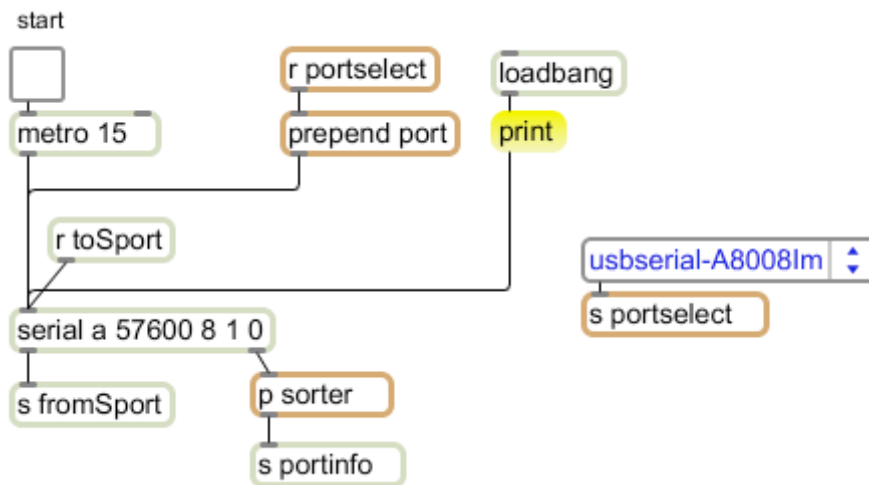 start
r portselect
loadbang
metro 15
prepend port
print
r toSport
usbserial-A8008Im
serial a 57600 8 1 0
s portselect
s fromSport
p sorter
s portinfo